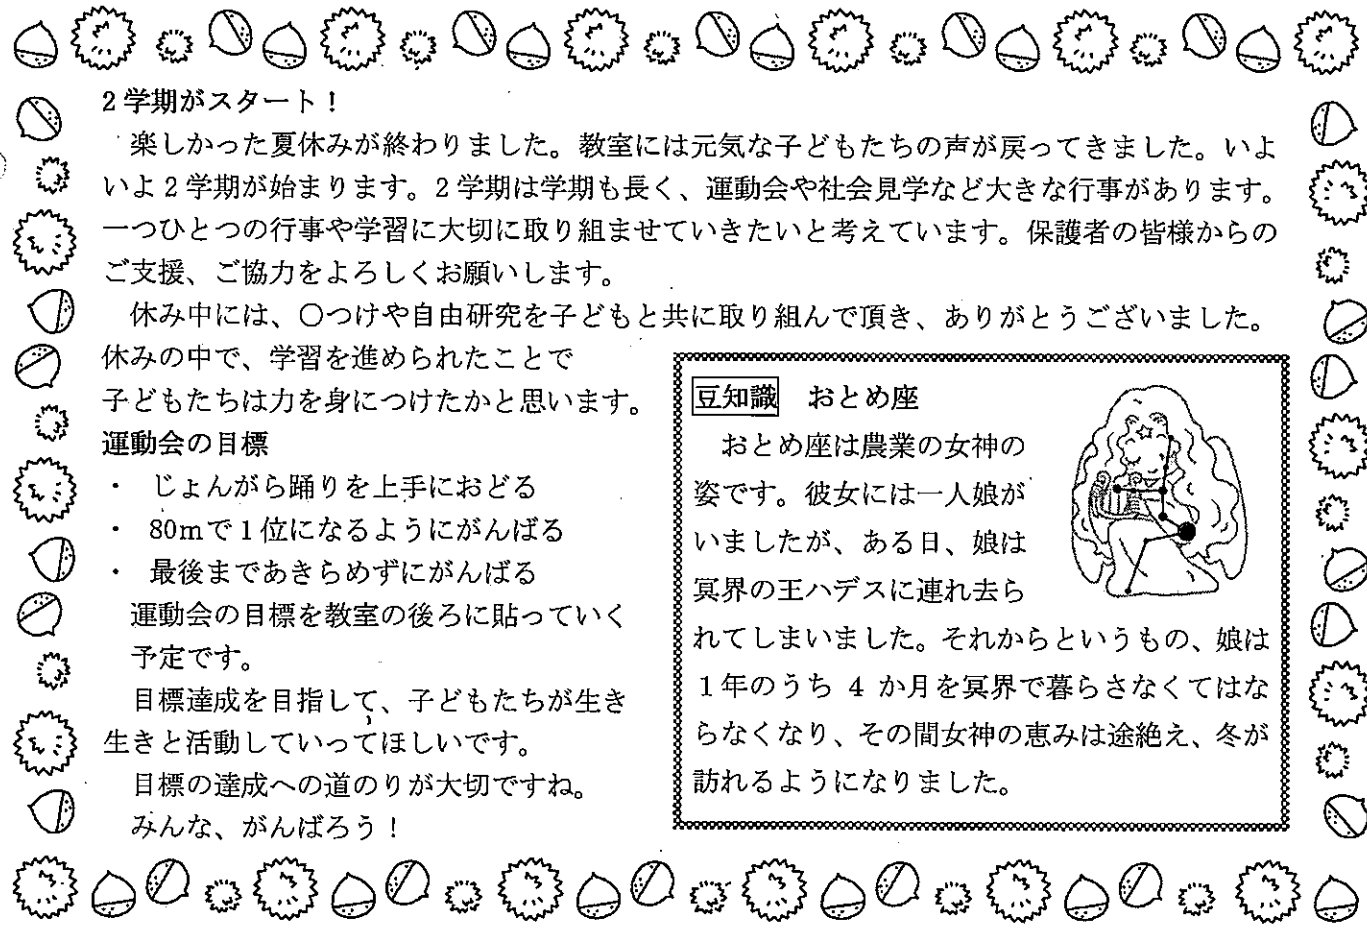 2学期がスタート！
楽しかった夏休みが終わりました。教室には元気な子どもたちの声が戻ってきました。いよ
いよ2学期が始まります。2学期は学期も長く、運動会や社会見学など大きな行事があります。
一つひとつの行事や学習に大切に取り組ませていきたいと考えています。保護者の皆様からの
ご支援、ご協力をよろしくお願いします。
休み中には、〇つけや自由研究を子どもと共に取り組んで頂き、ありがとうございました。
休みの中で、学習を進められたことで
子どもたちは力を身につけたかと思います。
運動会の目標
・ じょんがら踊りを上手におどる
・ 80mで1位になるようにがんばる
・ 最後まであきらめずにがんばる
運動会の目標を教室の後ろに貼っていく
予定です。
目標達成を目指して、子どもたちが生き
生きと活動していってほしいです。
目標の達成への道のりが大切ですね。
みんな、がんばろう！
豆知識 おとめ座
おとめ座は農業の女神の
姿です。彼女には一人娘が
いましたが、ある日、娘は
冥界の王ハデスに連れ去ら
れてしまいました。それからというもの、娘は
1年のうち 4 か月を冥界で暮らさなくてはな
らなくなり、その間女神の恵みは途絶え、冬が
訪れるようになりました。